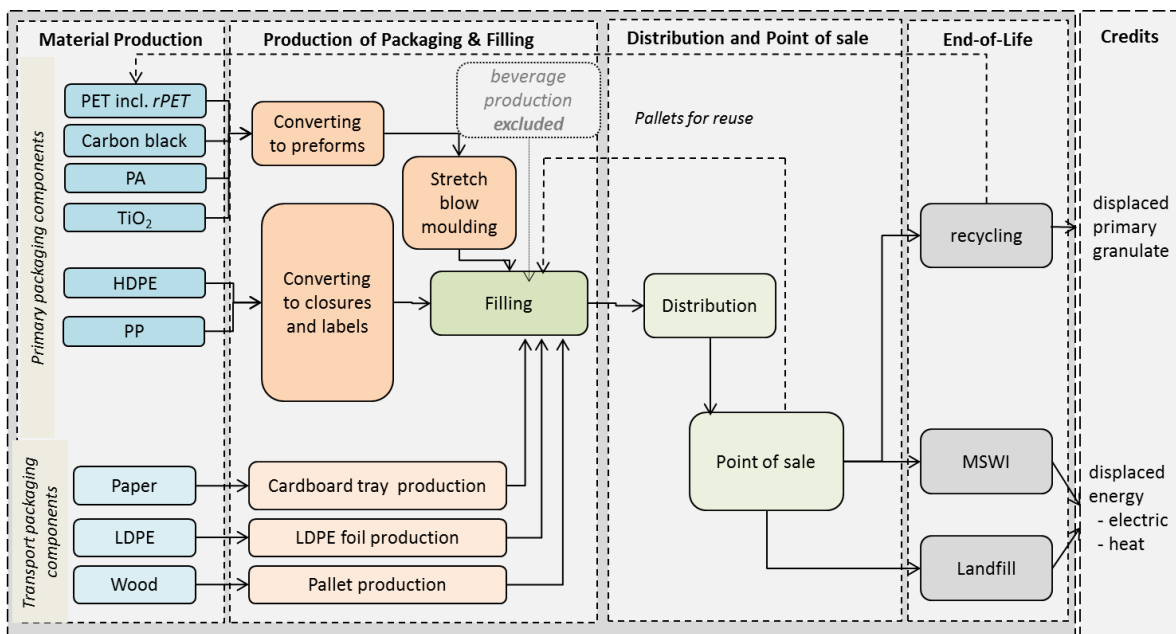 Material Production
Production of Packaging & Filling
Distribution and Point of sale
End-of-Life
Credits
Primary packaging components
PET incl. rPET
Carbon black
PA
TiO2
HDPE
PP
Converting
to preforms
beverage
production
excluded
Stretch
blow
moulding
Converting
to closures
and labels
Filling
Pallets for reuse
Distribution
Point of sale
recycling
displaced
primary
granulate
MSWI
Landfill
displaced
energy
- electric
- heat
Transport packaging
components
Paper
LDPE
Wood
Cardboard tray production
LDPE foil production
Pallet production